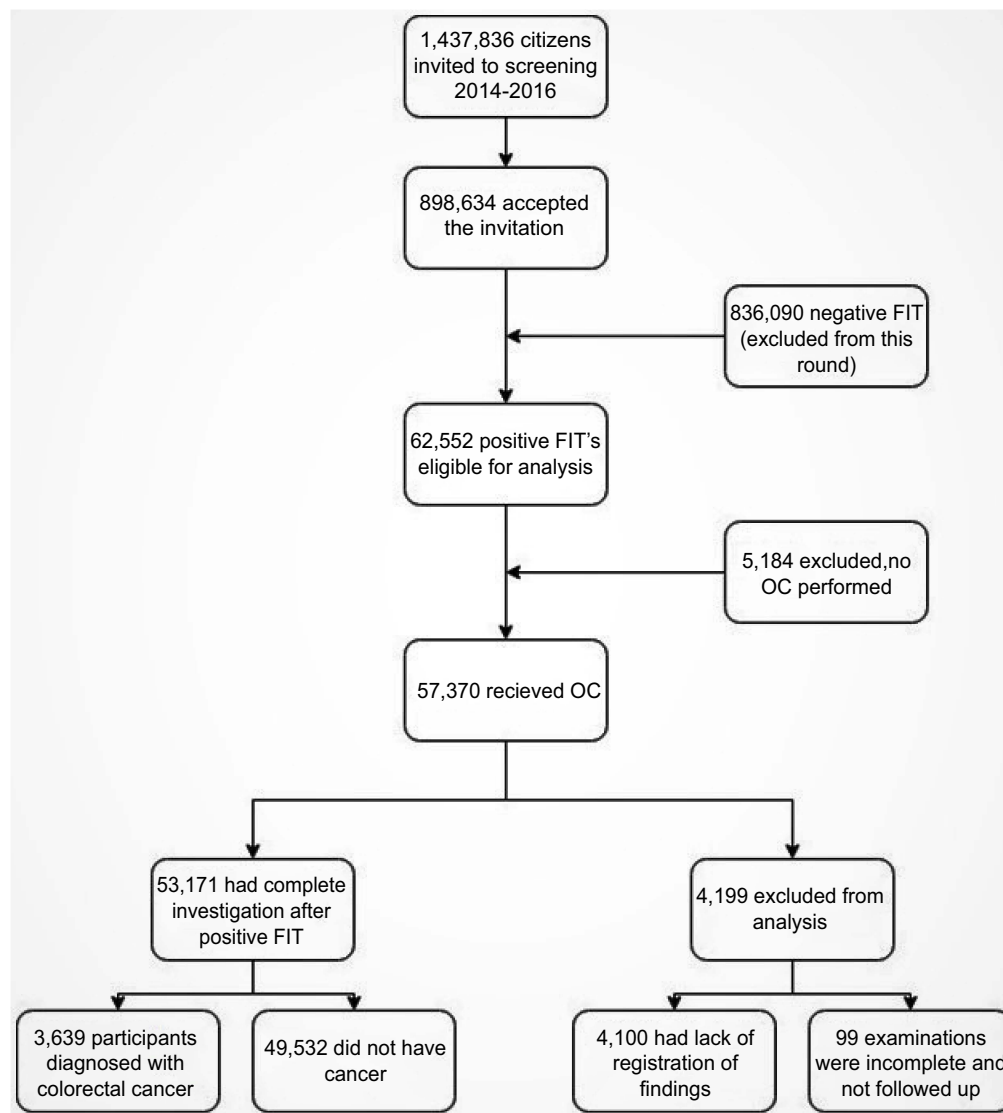 1,437,836 citizens
invited to screening
2014-2016
898,634 accepted
the invitation
836,090 negative FIT
(excluded from this
round)
62,552 positive FIT's
eligible for analysis
5,184 excluded,no
OC performed
57,370 recieved OC
53,171 had complete
investigation after
positive FIT
4,199 excluded from
analysis
3,639 participants
diagnosed with
colorectal cancer
49,532 did not have
cancer
4,100 had lack of
registration of
findings
99 examinations
were incomplete and
not followed up